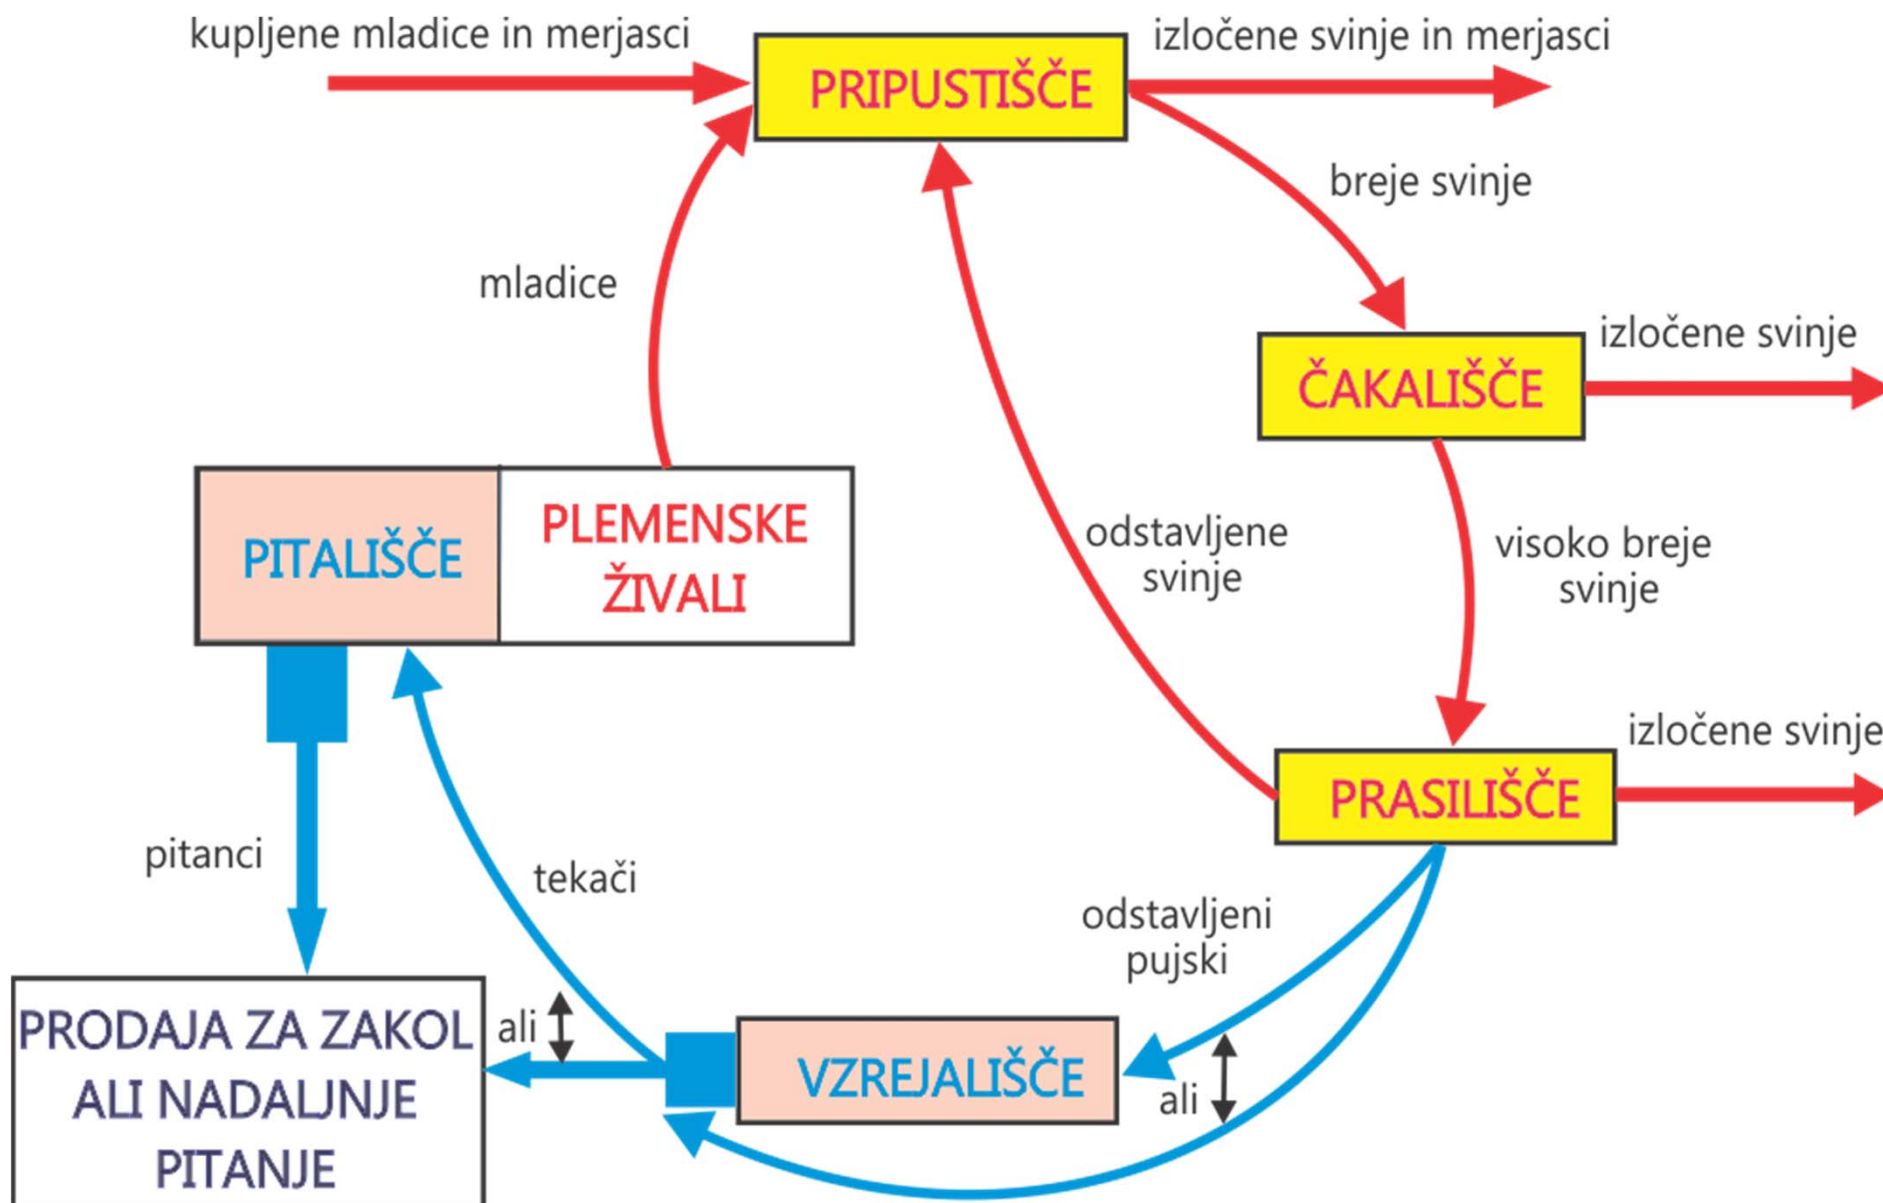 kupljene mladice in merjasci
PRIPUSTIŠČE
izločene svinje in merjasci
breje svinje
mladice
izločene svinje
ČAKALIŠČE
PITALIŠČE
PLEMENSKE
ŽIVALI
odstavljene
svinje
visoko breje
svinje
izločene svinje
PRASILIŠČE
pitanci
tekači
odstavljeni
pujski
PRODAJA ZA ZAKOL
ALI NADALJNJE
PITANJE
ali
VZREJALIŠČE
ali